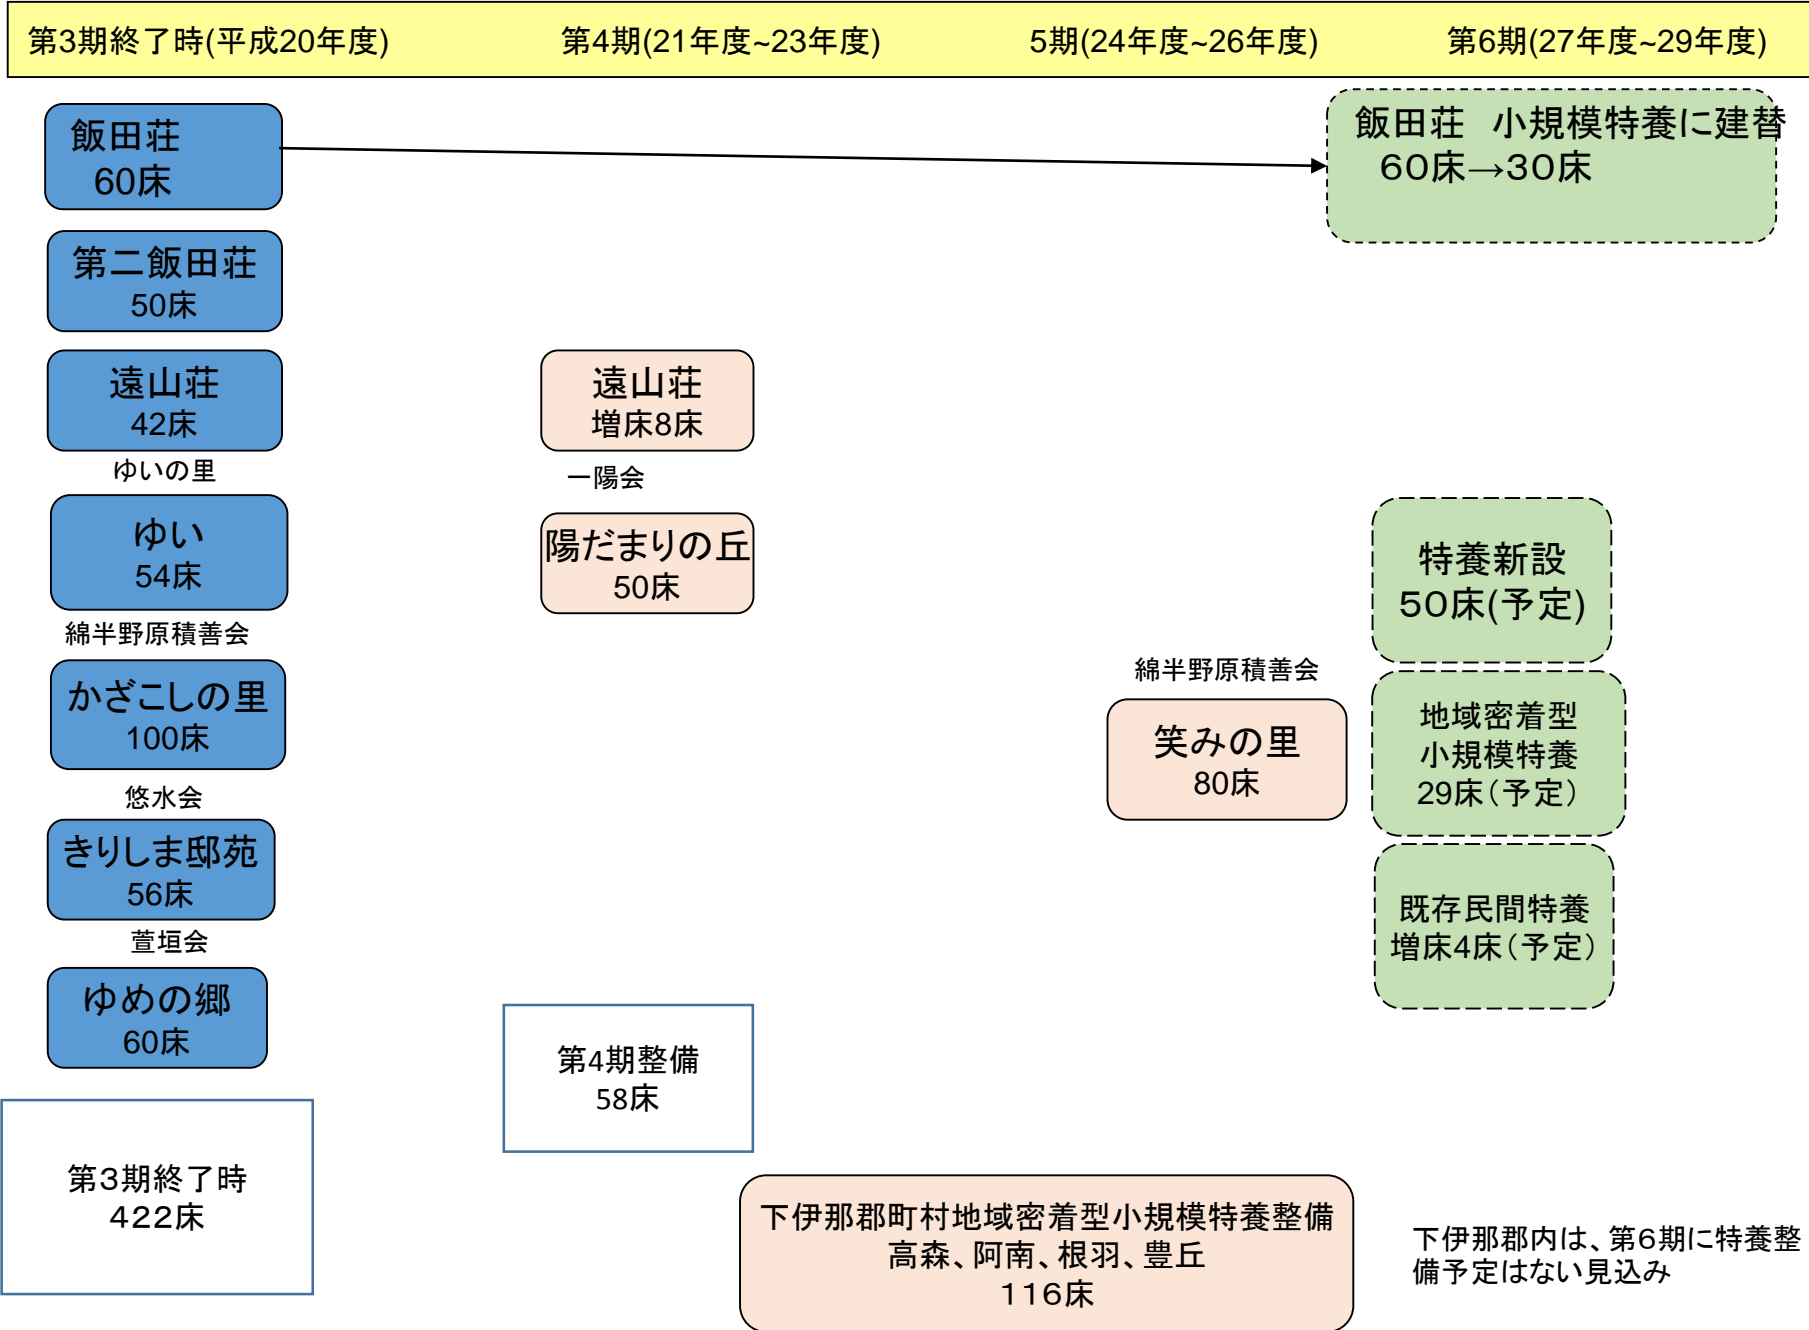 第3期終了時(平成20年度)
第4期(21年度~23年度)
5期(24年度~26年度)
第6期(27年度~29年度)
飯田荘
60床
飯田荘　小規模特養に建替
６０床→３０床
第二飯田荘
50床
遠山荘
42床
遠山荘
増床8床
ゆいの里
一陽会
ゆい
54床
陽だまりの丘
50床
特養新設
５０床(予定)
綿半野原積善会
綿半野原積善会
かざこしの里
100床
笑みの里
80床
地域密着型
小規模特養
29床（予定）
悠水会
きりしま邸苑
56床
既存民間特養
増床4床（予定）
萱垣会
ゆめの郷
60床
第4期整備
58床
第３期終了時
４２２床
下伊那郡町村地域密着型小規模特養整備
高森、阿南、根羽、豊丘
１１６床
下伊那郡内は、第６期に特養整
備予定はない見込み